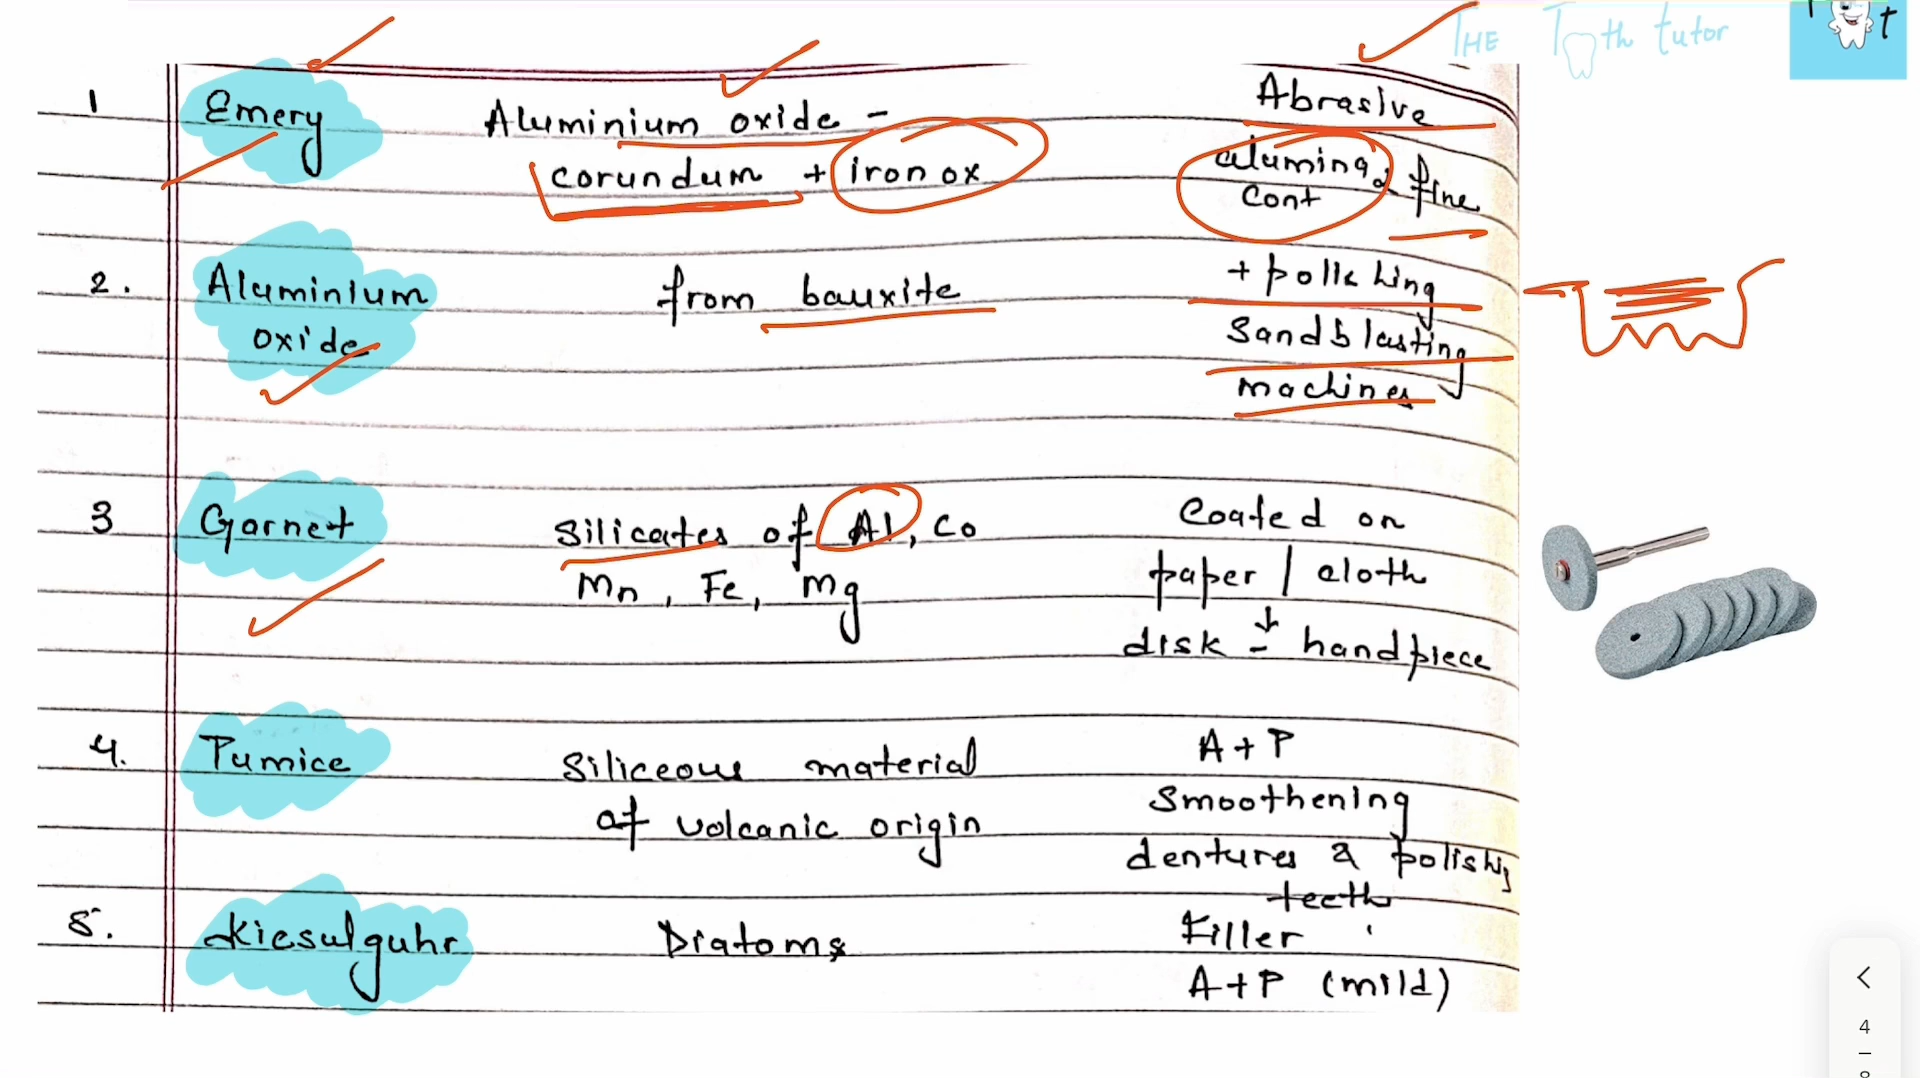 THE Tooth tutor
t
1 Emery Aluminium oxide - Abrasive
corundum + iron ox alumina & fine
cont
2. Aluminium from bauxite + polishing
oxide Sandblasting
machines
3 Garnet Silicates of Al, Co Coated on
Mn, Fe, Mg paper / cloth
disk - handpiece
4. Pumice Siliceous material A + P
of volcanic origin Smoothening
dentures & polishing
teeth
5. Kiesulguhr Diatoms Filler
A+P (mild)
4